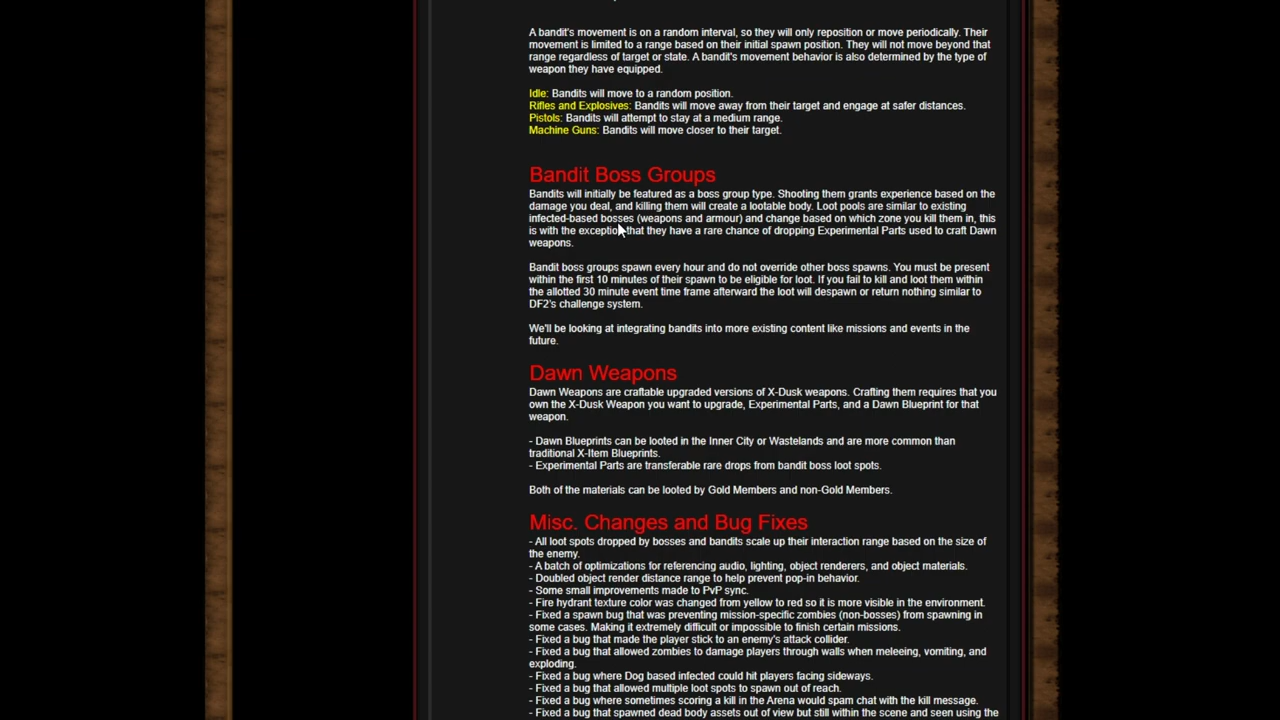 A bandit's movement is on a random interval, so they will only reposition or move periodically. Their
movement is limited to a range based on their initial spawn position. They will not move beyond that
range regardless of target or state. A bandit's movement behavior is also determined by the type of
weapon they have equipped.
Idle: Bandits will move to a random position.
Rifles and Explosives: Bandits will move away from their target and engage at safer distances.
Pistols: Bandits will attempt to stay at a medium range.
Machine Guns: Bandits will move closer to their target.
Bandit Boss Groups
Bandits will initially be featured as a boss group type. Shooting them grants experience based on the
damage you deal, and killing them will create a lootable body. Loot pools are similar to existing
infected-based bosses (weapons and armour) and change based on which zone you kill them in, this
is with the exception that they have a rare chance of dropping Experimental Parts used to craft Dawn
weapons.
Bandit boss groups spawn every hour and do not override other boss spawns. You must be present
within the first 10 minutes of their spawn to be eligible for loot. If you fail to kill and loot them within
the allotted 30 minute event time frame afterward the loot will despawn or return nothing similar to
DF2's challenge system.
We'll be looking at integrating bandits into more existing content like missions and events in the
future.
Dawn Weapons
Dawn Weapons are craftable upgraded versions of X-Dusk weapons. Crafting them requires that you
own the X-Dusk Weapon you want to upgrade, Experimental Parts, and a Dawn Blueprint for that
weapon.
- Dawn Blueprints can be looted in the Inner City or Wastelands and are more common than
traditional X-Item Blueprints.
- Experimental Parts are transferable rare drops from bandit boss loot spots.
Both of the materials can be looted by Gold Members and non-Gold Members.
Misc. Changes and Bug Fixes
- All loot spots dropped by bosses and bandits scale up their interaction range based on the size of
the enemy.
- A batch of optimizations for referencing audio, lighting, object renderers, and object materials.
- Doubled object render distance range to help prevent pop-in behavior.
- Some small improvements made to PvP sync.
- Fire hydrant texture color was changed from yellow to red so it is more visible in the environment.
- Fixed a spawn bug that was preventing mission-specific zombies (non-bosses) from spawning in
some cases. Making it extremely difficult or impossible to finish certain missions.
- Fixed a bug that made the player stick to an enemy's attack collider.
- Fixed a bug that allowed zombies to damage players through walls when meleeing, vomiting, and
exploding.
- Fixed a bug where Dog based infected could hit players facing sideways.
- Fixed a bug that allowed multiple loot spots to spawn out of reach.
- Fixed a bug where sometimes scoring a kill in the Arena would spam chat with the kill message.
- Fixed a bug that spawned dead body assets out of view but still within the scene and seen using the